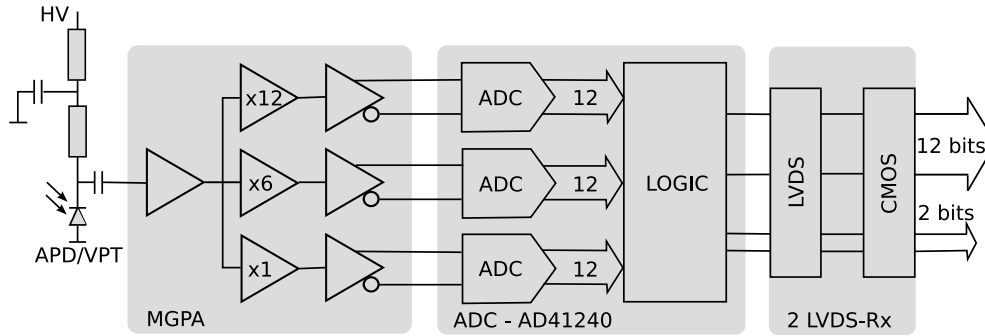 HV
x12
ADC
12
x6
ADC
12
LOGIC
LVDS
CMOS
12 bits
2 bits
APD/VPT
x1
ADC
12
MGPA
ADC - AD41240
2 LVDS-Rx